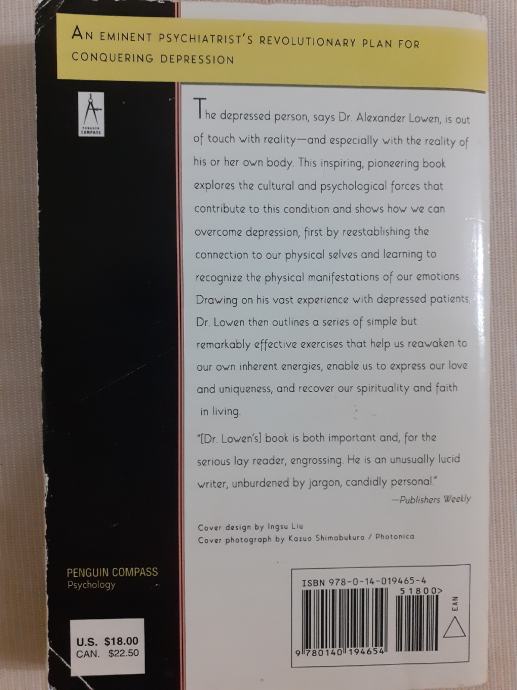 AN EMINENT PSYCHIATRIST'S REVOLUTIONARY PLAN FOR
CONQUERING DEPRESSION
PENGUIN
COMPASS
The depressed person, says Dr. Alexander Lowen, is out
of touch with reality—and especially with the reality of
his or her own body. This inspiring, pioneering book
explores the cultural and psychological forces that
contribute to this condition and shows how we can
overcome depression, first by reestablishing the
connection to our physical selves and learning to
recognize the physical manifestations of our emotions.
Drawing on his vast experience with depressed patients,
Dr. Lowen then outlines a series of simple but
remarkably effective exercises that help us reawaken to
our own inherent energies, enable us to express our love
and uniqueness, and recover our spirituality and faith
in living.
"[Dr. Lowen's] book is both important and, for the
serious lay reader, engrossing. He is an unusually lucid
writer, unburdened by jargon, candidly personal."
—Publishers Weekly
Cover design by Ingsu Liu
Cover photograph by Kazuo Shimabukuro / Photonica
PENGUIN COMPASS
Psychology
U.S. $18.00
CAN. $22.50
ISBN 978-0-14-019465-4
51800>
EAN
9 780140 194654